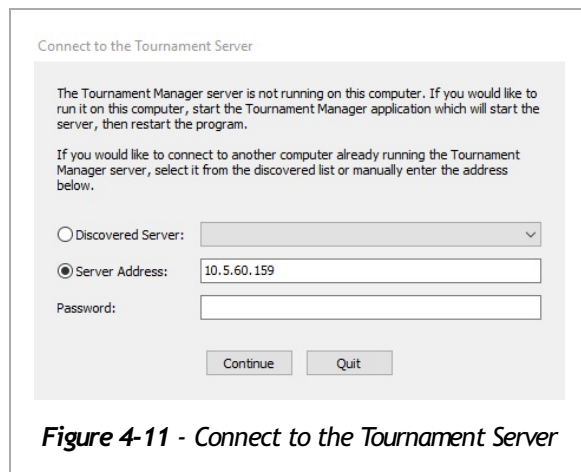 Connect to the Tournament Server
The Tournament Manager server is not running on this computer. If you would like to
run it on this computer, start the Tournament Manager application which will start the
server, then restart the program.
If you would like to connect to another computer already running the Tournament
Manager server, select it from the discovered list or manually enter the address
below.
Discovered Server:
Server Address: 10.5.60.159
Password:
Continue Quit
Figure 4-11 - Connect to the Tournament Server